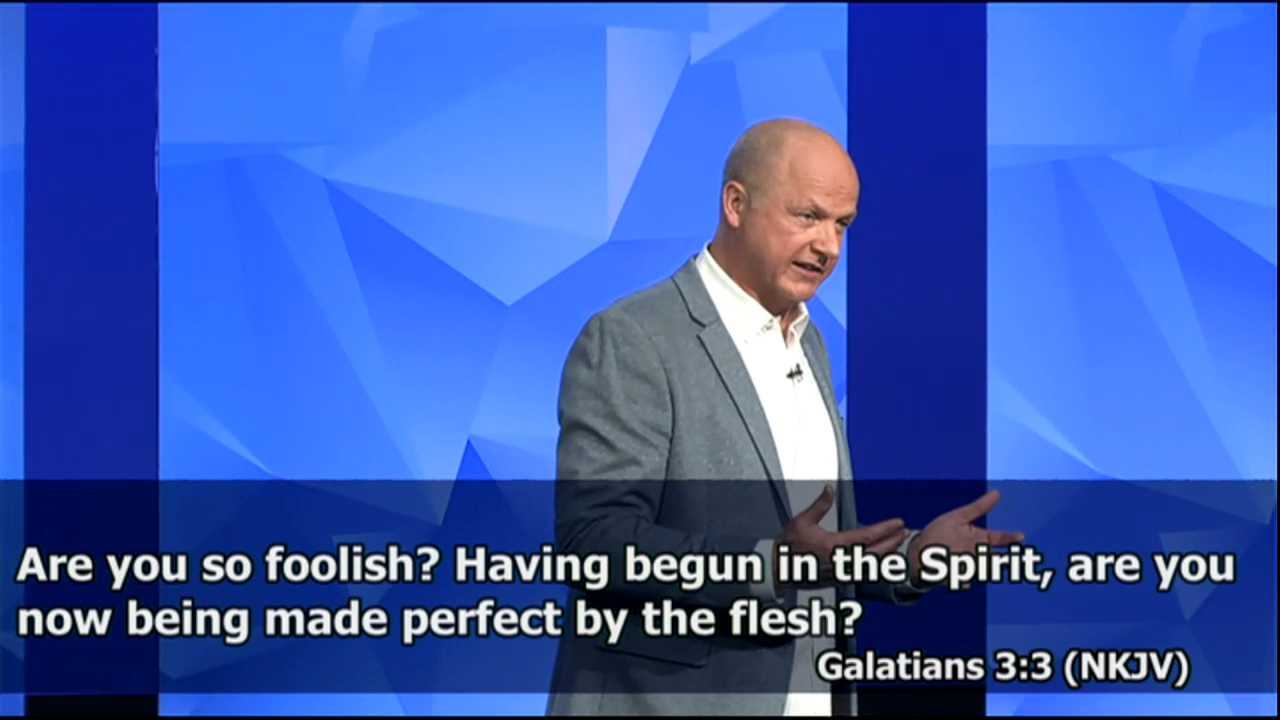 Are you so foolish? Having begun in the Spirit, are you
now being made perfect by the flesh?
Galatians 3:3 (NKJV)